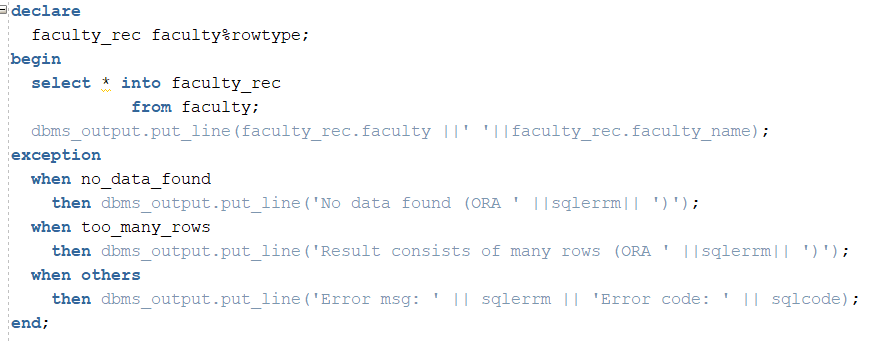 declare
  faculty_rec faculty%rowtype;
begin
  select * into faculty_rec
            from faculty;
  dbms_output.put_line(faculty_rec.faculty ||' '||faculty_rec.faculty_name);
exception
  when no_data_found
    then dbms_output.put_line('No data found (ORA ' ||sqlerrm|| ')');
  when too_many_rows
    then dbms_output.put_line('Result consists of many rows (ORA ' ||sqlerrm|| ')');
  when others
    then dbms_output.put_line('Error msg: ' || sqlerrm || 'Error code: ' || sqlcode);
end;